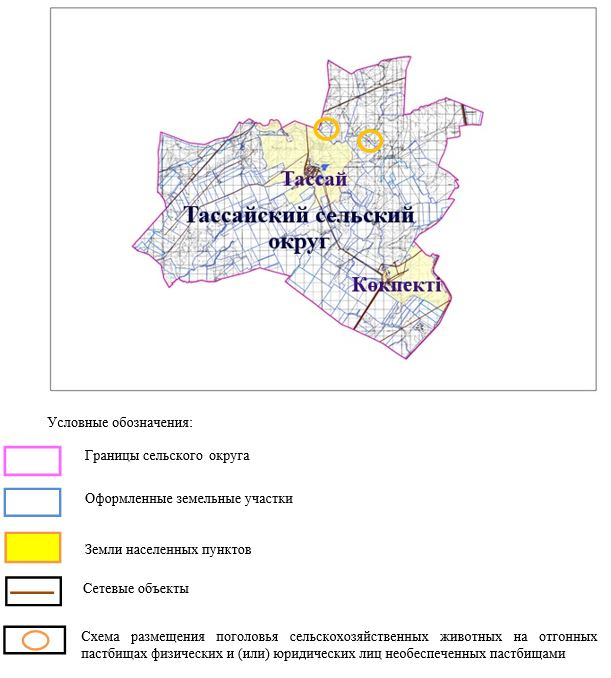 Тассай
Тассайский сельский
округ
Көкпекті
Условные обозначения:
Границы сельского округа
Оформленные земельные участки
Земли населенных пунктов
Сетевые объекты
Схема размещения поголовья сельскохозяйственных животных на отгонных
пастбищах физических и (или) юридических лиц необеспеченных пастбищами